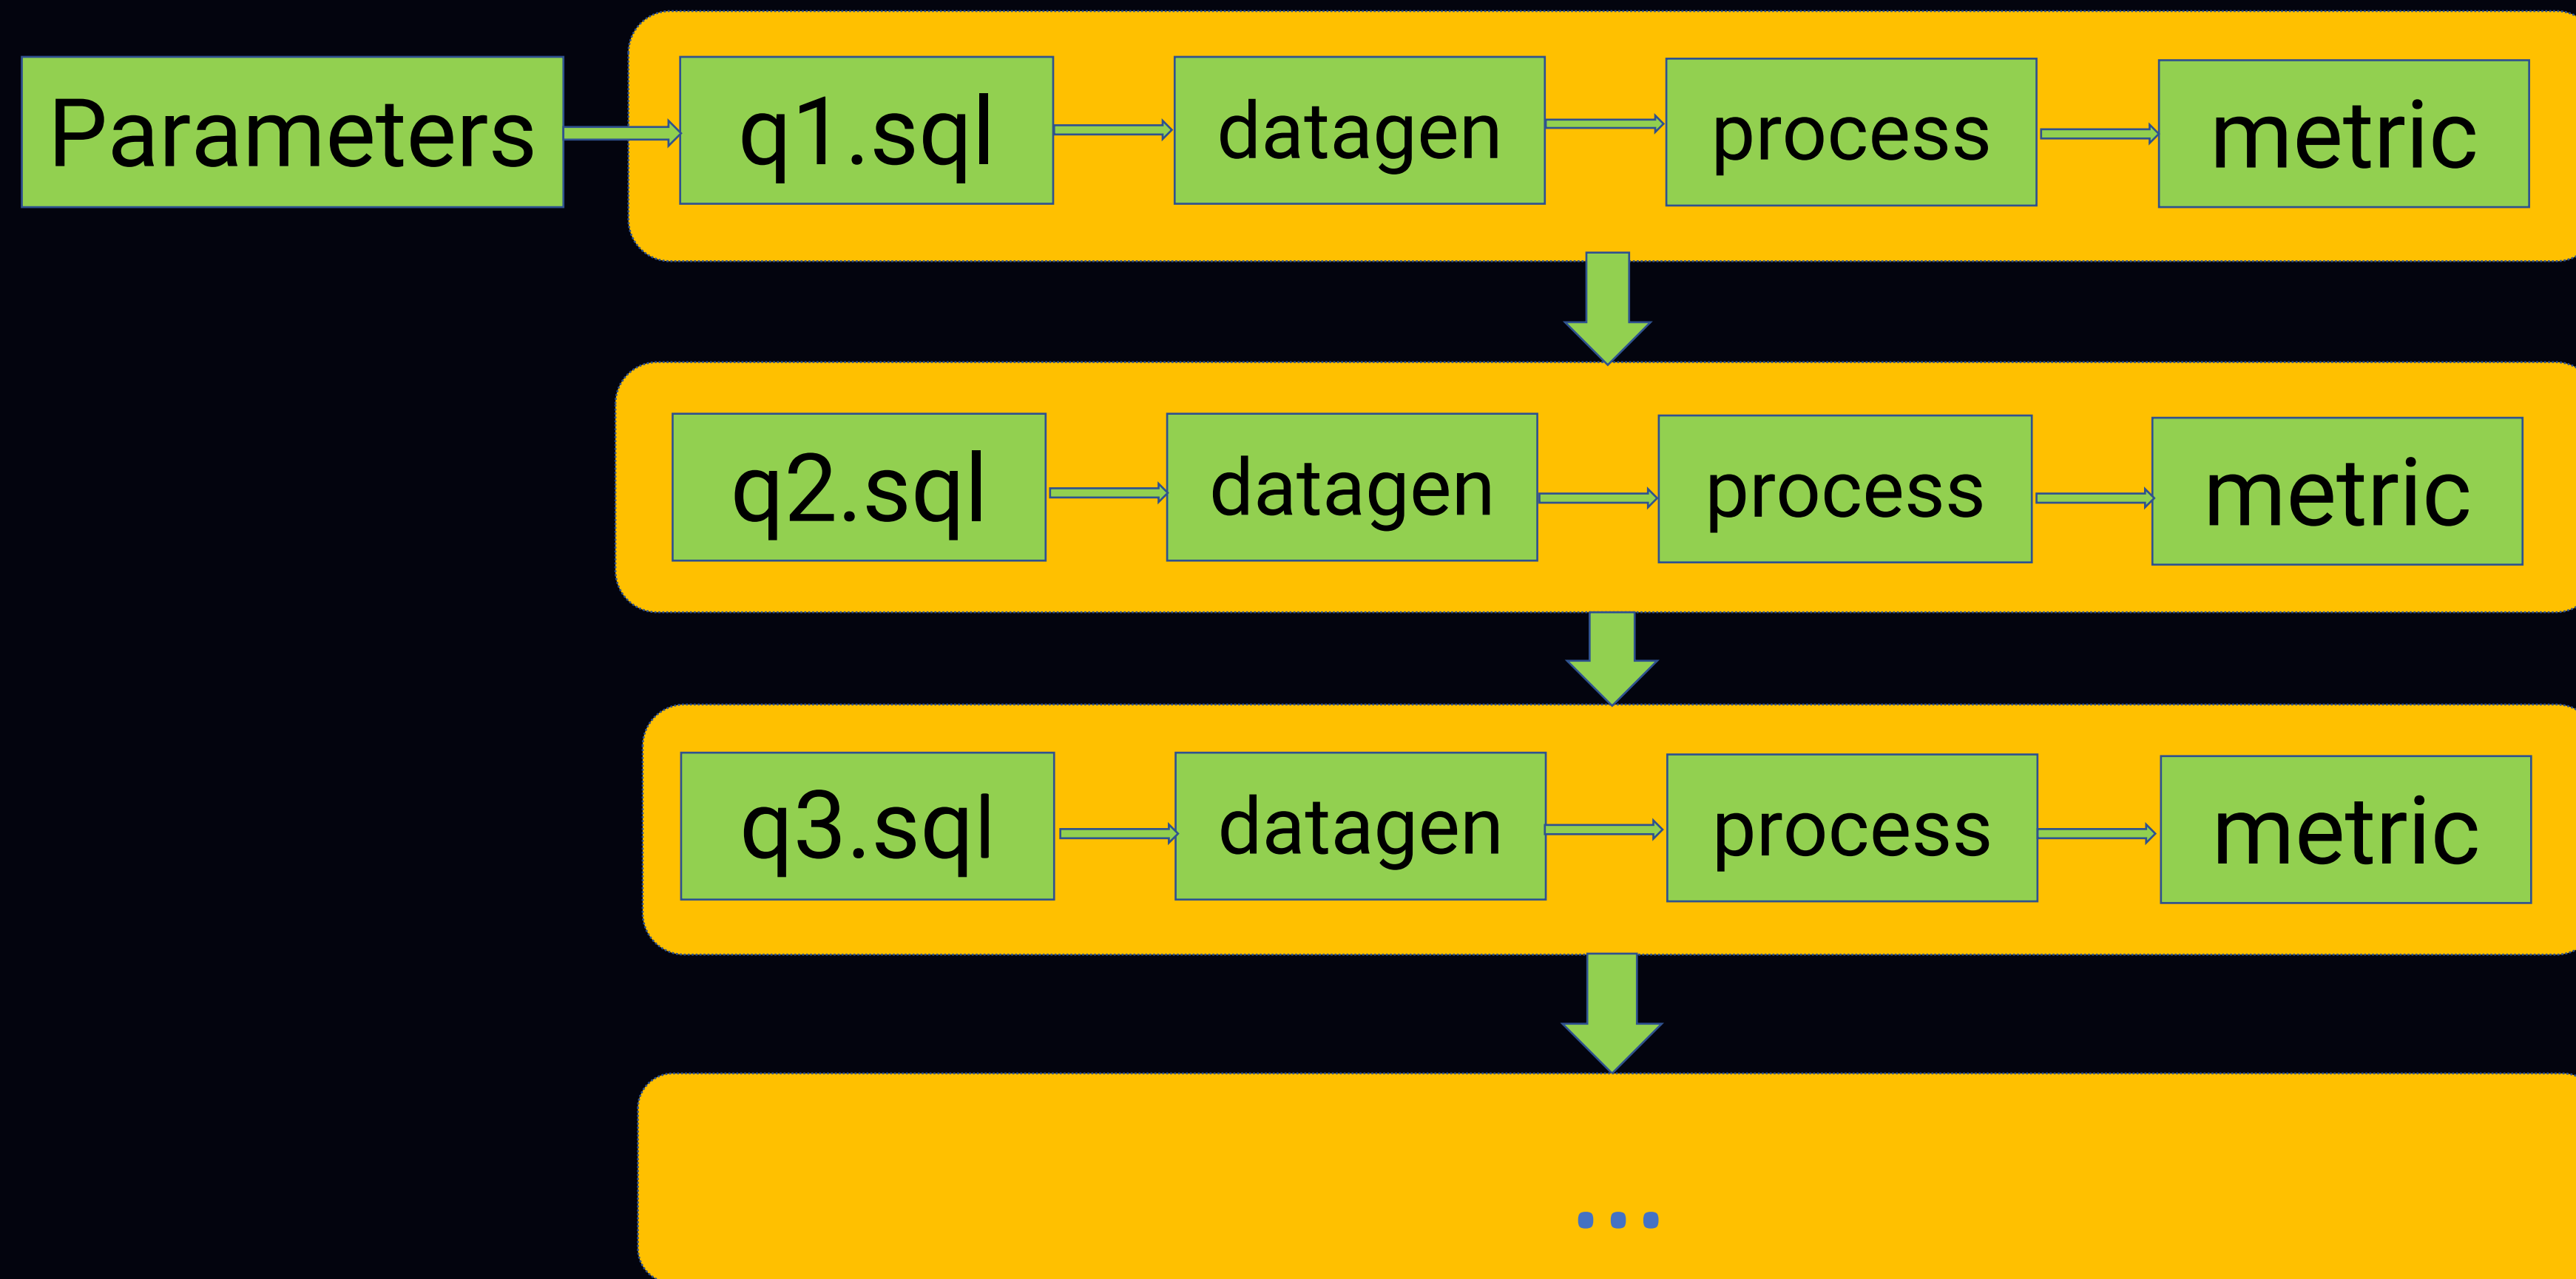 Parameters
q1.sql
datagen
process
metric
q2.sql
datagen
process
metric
q3.sql
datagen
process
metric
...